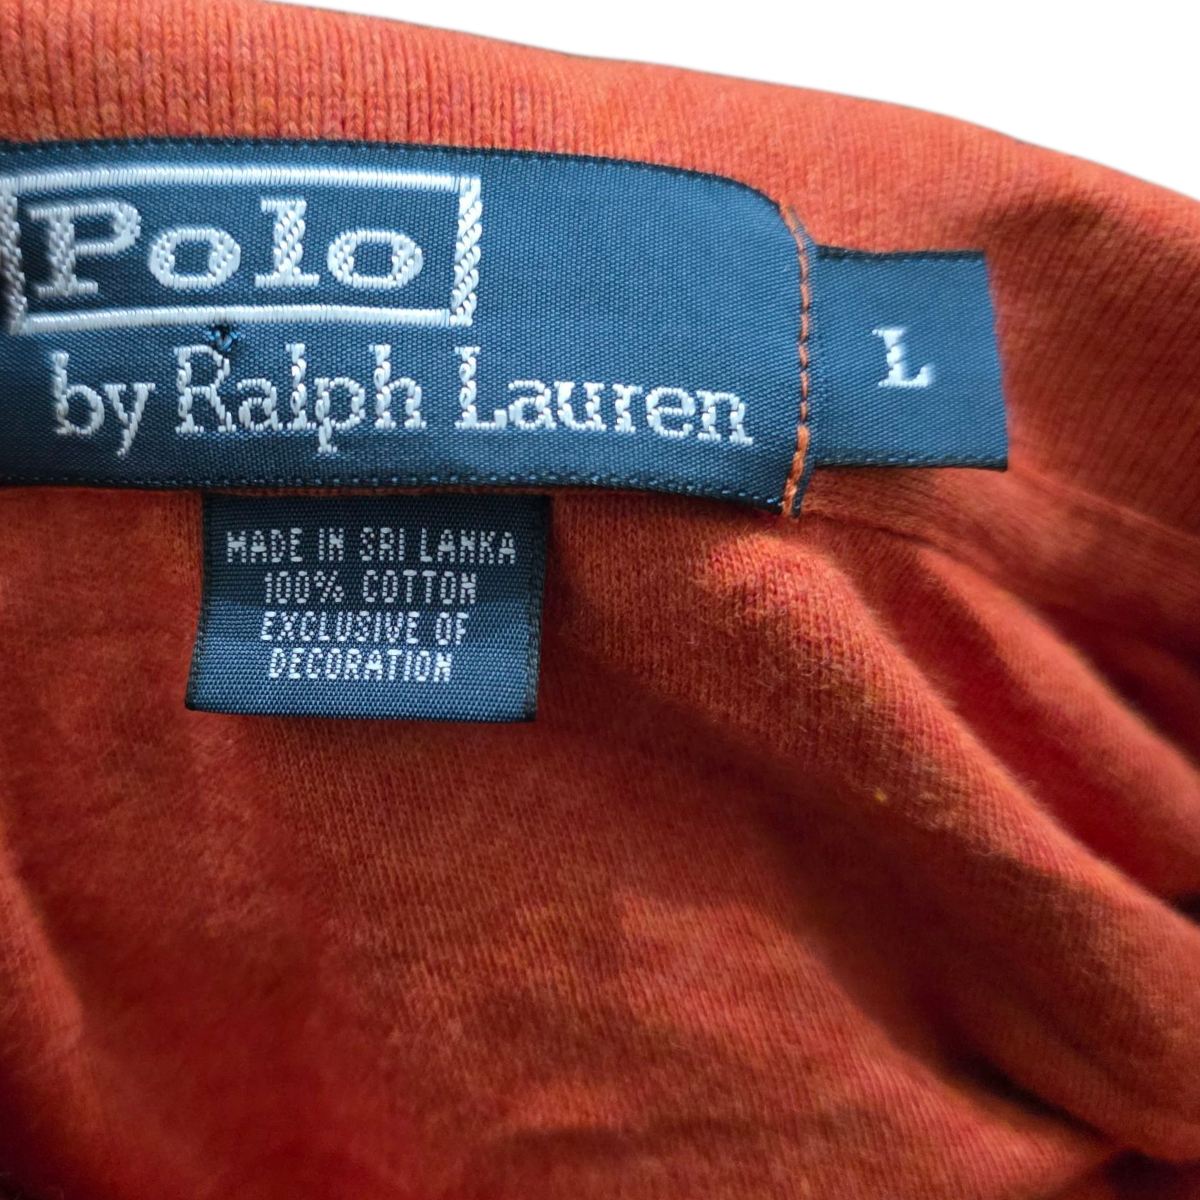 Polo
by Ralph Lauren
L
MADE IN SRI LANKA
100% COTTON
EXCLUSIVE OF
DECORATION